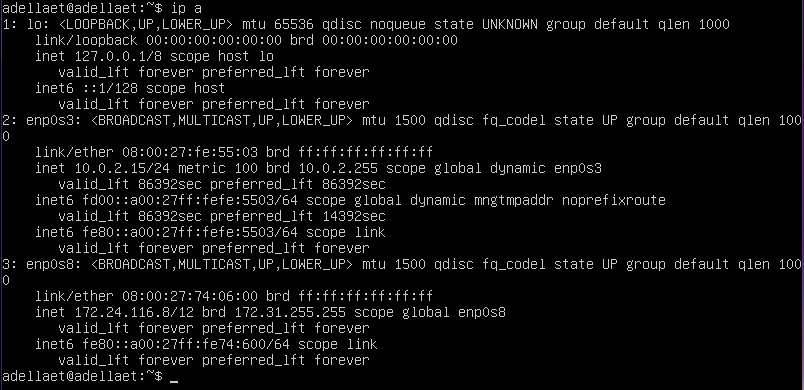 adellaet@adellaet:~$ ip a
1: lo: <LOOPBACK,UP,LOWER_UP> mtu 65536 qdisc noqueue state UNKNOWN group default qlen 1000
    link/loopback 00:00:00:00:00:00 brd 00:00:00:00:00:00
    inet 127.0.0.1/8 scope host lo
       valid_lft forever preferred_lft forever
    inet6 ::1/128 scope host
       valid_lft forever preferred_lft forever
2: enp0s3: <BROADCAST,MULTICAST,UP,LOWER_UP> mtu 1500 qdisc fq_codel state UP group default qlen 100
0
    link/ether 08:00:27:fe:55:03 brd ff:ff:ff:ff:ff:ff
    inet 10.0.2.15/24 metric 100 brd 10.0.2.255 scope global dynamic enp0s3
       valid_lft 86392sec preferred_lft 86392sec
    inet6 fd00::a00:27ff:fefe:5503/64 scope global dynamic mngtmpaddr noprefixroute
       valid_lft 86392sec preferred_lft 14392sec
    inet6 fe80::a00:27ff:fefe:5503/64 scope link
       valid_lft forever preferred_lft forever
3: enp0s8: <BROADCAST,MULTICAST,UP,LOWER_UP> mtu 1500 qdisc fq_codel state UP group default qlen 100
0
    link/ether 08:00:27:74:06:00 brd ff:ff:ff:ff:ff:ff
    inet 172.24.116.8/12 brd 172.31.255.255 scope global enp0s8
       valid_lft forever preferred_lft forever
    inet6 fe80::a00:27ff:fe74:600/64 scope link
       valid_lft forever preferred_lft forever
adellaet@adellaet:~$ _